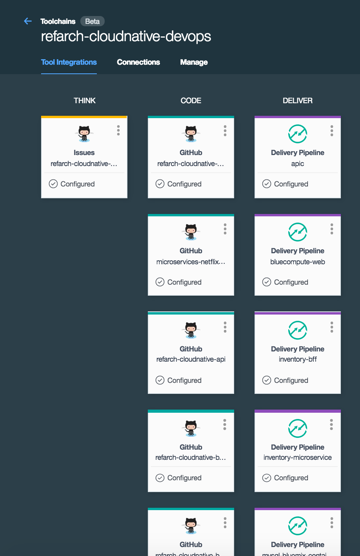 Toolchains Beta
refarch-cloudnative-devops
Tool Integrations Connections Manage
THINK CODE DELIVER
Issues
refarch-cloudnative-...
Configured
GitHub
refarch-cloudnative-...
Configured
Delivery Pipeline
apic
Configured
GitHub
microservices-netflix...
Configured
Delivery Pipeline
bluecompute-web
Configured
GitHub
refarch-cloudnative-api
Configured
Delivery Pipeline
inventory-bff
Configured
GitHub
refarch-cloudnative-b...
Configured
Delivery Pipeline
inventory-microservice
Configured
GitHub
Delivery Pipeline